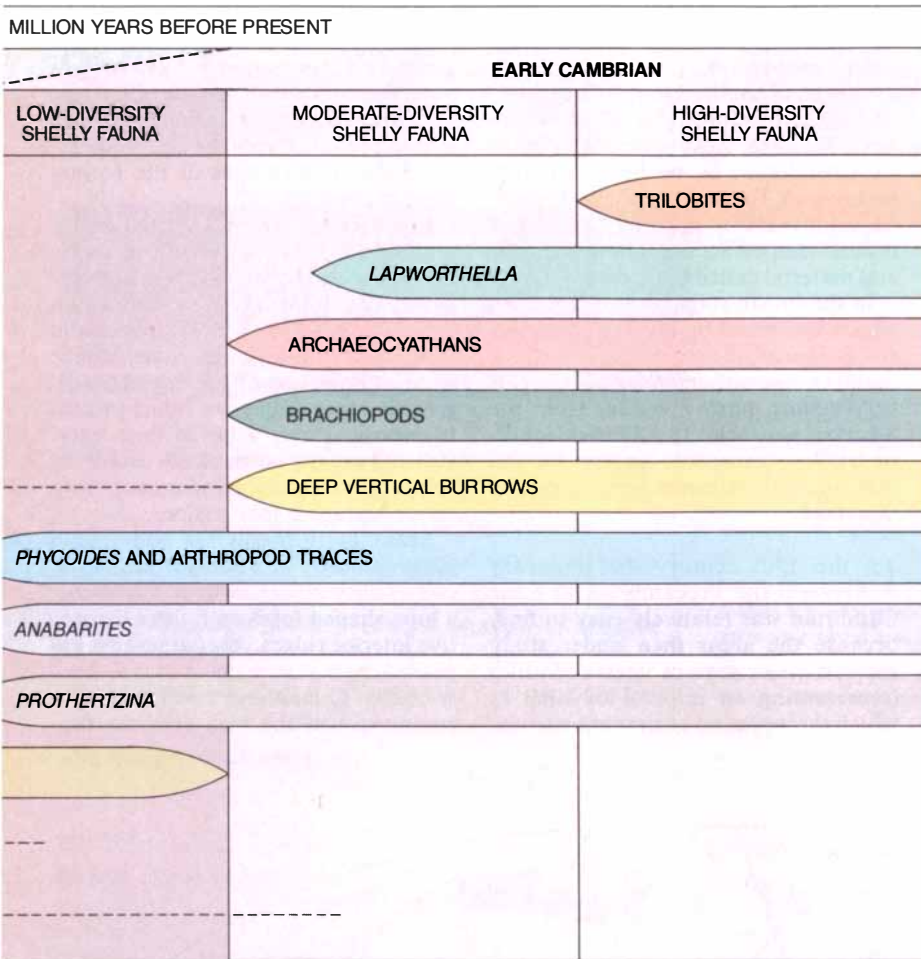 MILLION YEARS BEFORE PRESENT
EARLY CAMBRIAN
LOW-DIVERSITY
SHELLY FAUNA
MODERATE-DIVERSITY
SHELLY FAUNA
HIGH-DIVERSITY
SHELLY FAUNA
TRILOBITES
LAPWORTHELLA
ARCHAEOCYATHANS
BRACHIOPODS
DEEP VERTICAL BURROWS
PHYCOIDES AND ARTHROPOD TRACES
ANABARITES
PROTHERTZINA